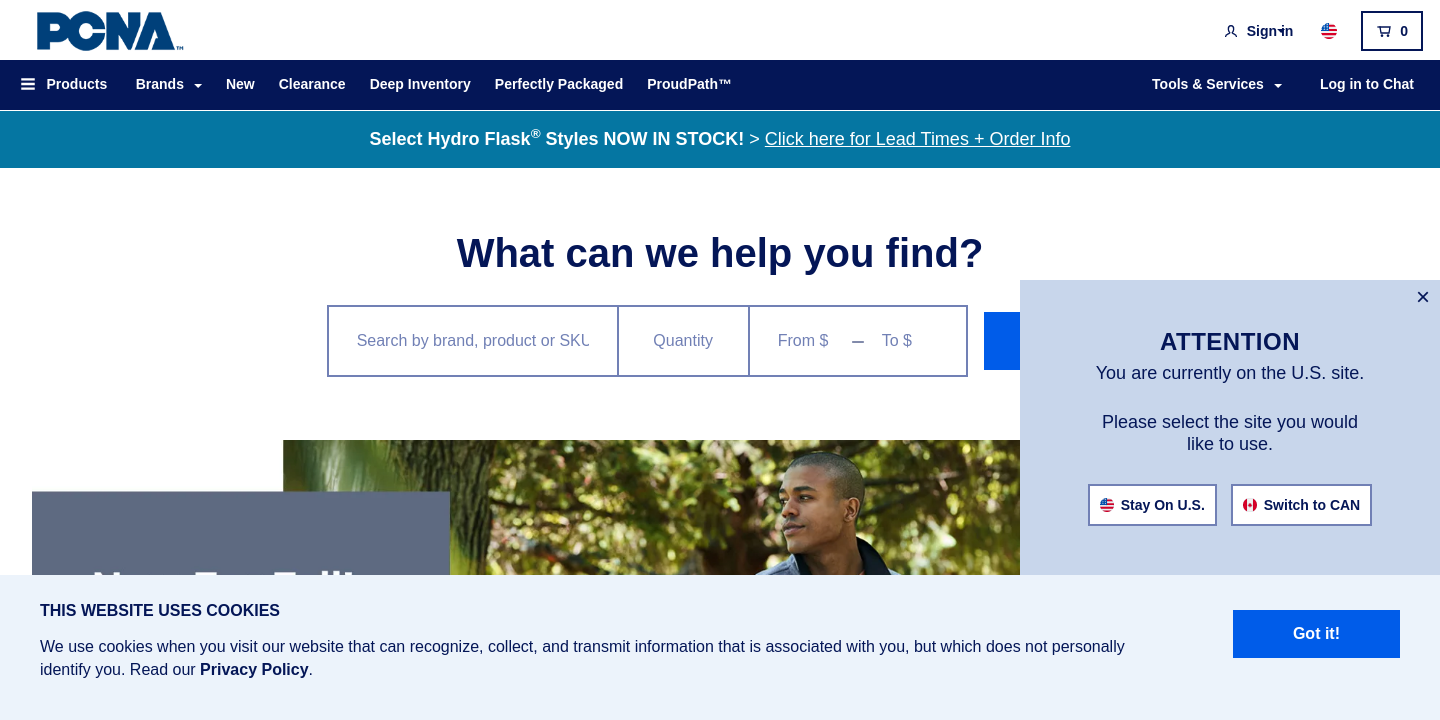 PCNA™
Sign in
0
Products
Brands
New
Clearance
Deep Inventory
Perfectly Packaged
ProudPath™
Tools & Services
Log in to Chat
Select Hydro Flask® Styles NOW IN STOCK! > Click here for Lead Times + Order Info
What can we help you find?
Search by brand, product or SKU
Quantity
From $
–
To $
×
ATTENTION
You are currently on the U.S. site.
Please select the site you would
like to use.
Stay On U.S.
Switch to CAN
THIS WEBSITE USES COOKIES
We use cookies when you visit our website that can recognize, collect, and transmit information that is associated with you, but which does not personally
identify you. Read our Privacy Policy.
Got it!